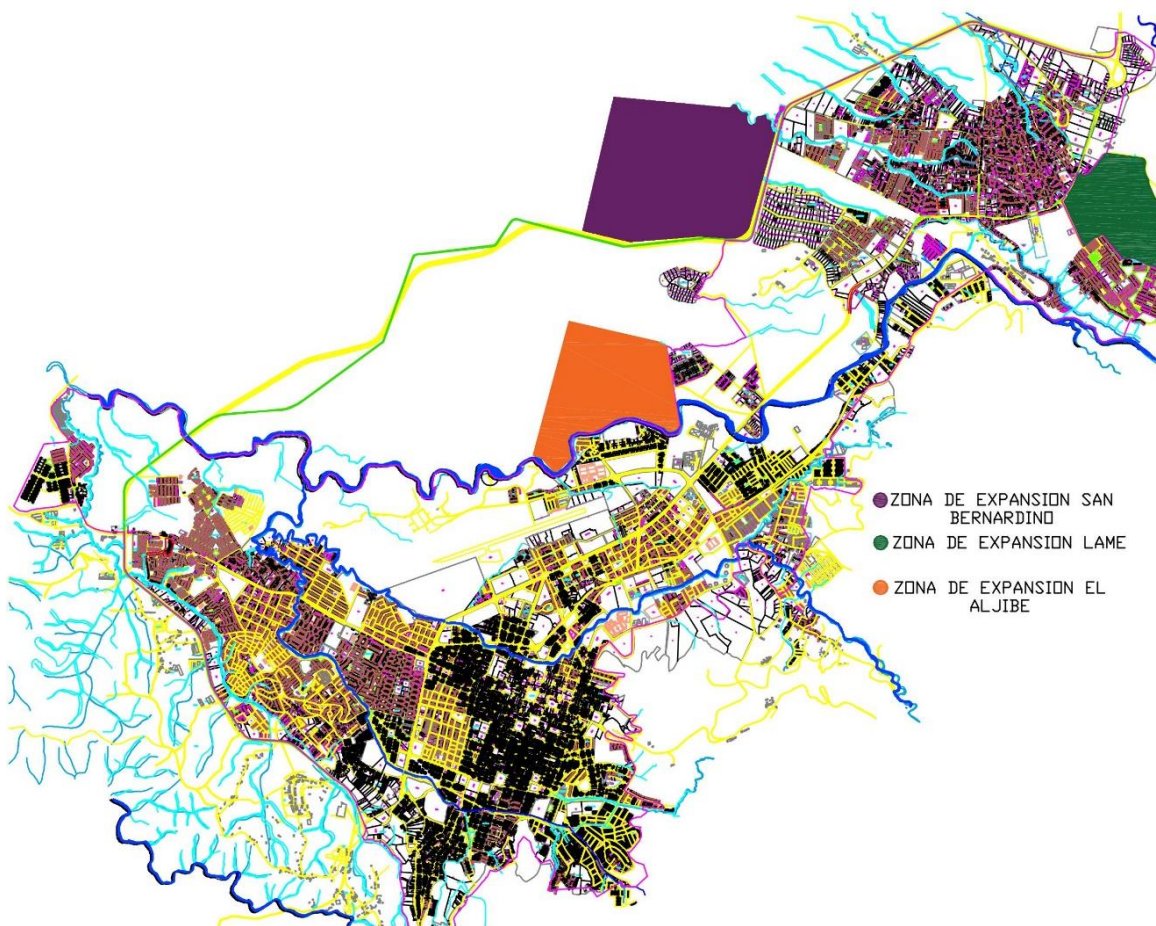 ZONA DE EXPANSION SAN
BERNARDINO
ZONA DE EXPANSION LAME
ZONA DE EXPANSION EL
ALJIBE